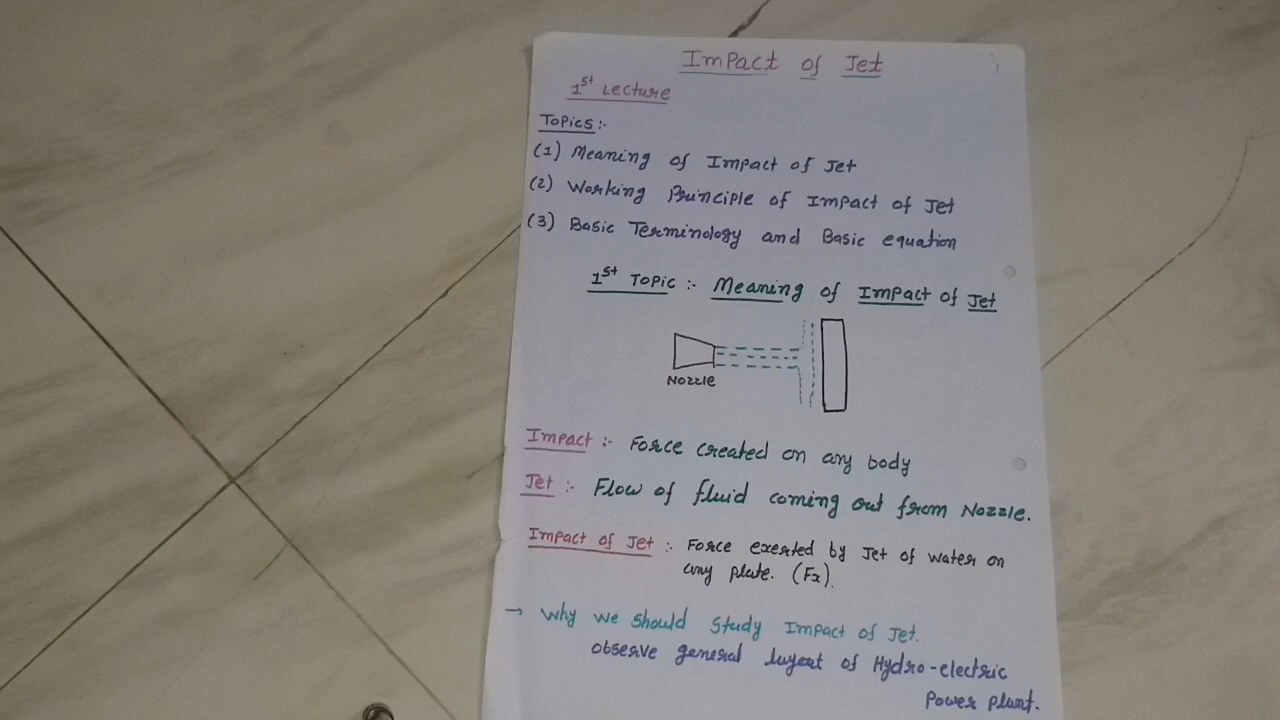 Impact of Jet
1st Lecture
Topics:-
(1) Meaning of Impact of Jet
(2) Working Principle of Impact of Jet
(3) Basic Terminology and Basic equation
1st Topic :- Meaning of Impact of Jet
Nozzle
Impact :- Force created on any body
Jet :- Flow of fluid coming out from Nozzle.
Impact of Jet :- Force exerted by Jet of water on
any plate. (Fx).
→ Why we should study Impact of Jet.
observe general layout of Hydro-electric
Power plant.